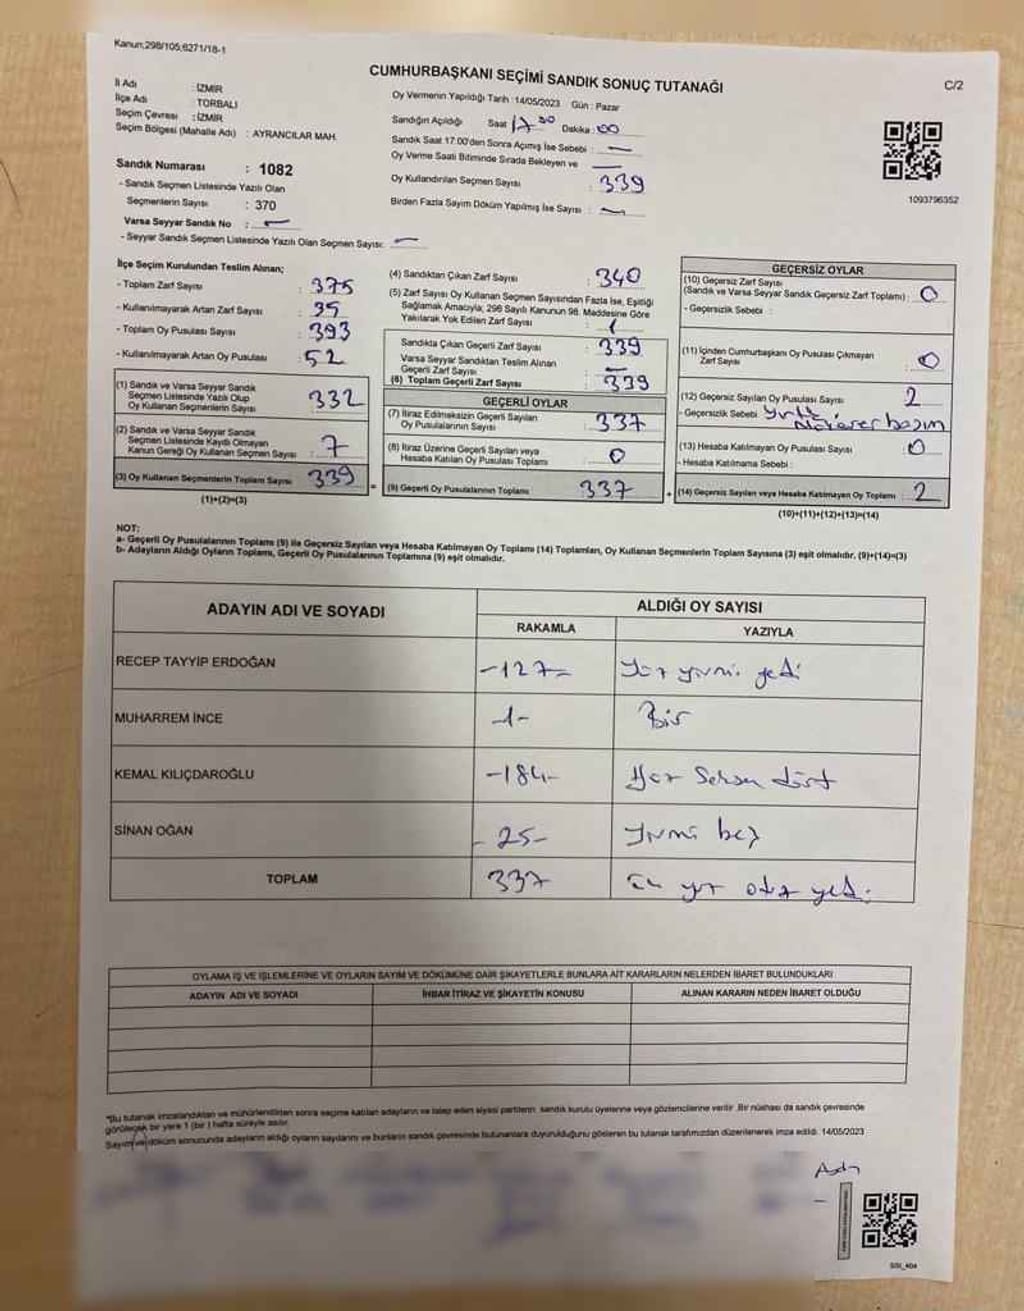 Kanun;298/105;6271/18-1
CUMHURBAŞKANI SEÇİMİ SANDIK SONUÇ TUTANAĞI
C/2
İl Adı : İZMİR
İlçe Adı : TORBALI
Seçim Çevresi : İZMİR
Seçim Bölgesi (Mahalle Adı) : AYRANCILAR MAH.
Sandık Numarası : 1082
- Sandık Seçmen Listesinde Yazılı Olan
Seçmenlerin Sayısı : 370
Varsa Seyyar Sandık No : —
- Seyyar Sandık Seçmen Listesinde Yazılı Olan Seçmen Sayısı: —
Oy Vermenin Yapıldığı Tarih :14/05/2023 Gün : Pazar
Sandığın Açıldığı Saat : 17 00 Dakika : 00
Sandık Saat 17:00'den Sonra Açımış İse Sebebi : —
Oy Verme Saati Bitiminde Sırada Bekleyen ve —
Oy Kullandırılan Seçmen Sayısı : 339
Birden Fazla Sayım Döküm Yapılmış İse Sayısı : —
1093796352
İlçe Seçim Kurulundan Teslim Alınan;
- Toplam Zarf Sayısı : 375
- Kullanılmayarak Artan Zarf Sayısı : 35
- Toplam Oy Pusulası Sayısı : 393
- Kullanılmayarak Artan Oy Pusulası : 52
(1) Sandık ve Varsa Seyyar Sandık
Seçmen Listesinde Yazılı Olup
Oy Kullanan Seçmenlerin Sayısı : 332
(2) Sandık ve Varsa Seyyar Sandık
Seçmen Listesinde Kaydı Olmayan
Kanun Gereği Oy Kullanan Seçmen Sayısı : 7
(3) Oy Kullanan Seçmenlerin Toplam Sayısı : 339
(1)+(2)=(3)
(4) Sandıktan Çıkan Zarf Sayısı : 340
(5) Zarf Sayısı Oy Kullanan Seçmen Sayısından Fazla İse, Eşitliği
Sağlamak Amacıyla; 298 Sayılı Kanunun 98. Maddesine Göre
Yakılarak Yok Edilen Zarf Sayısı : 1
Sandıkta Çıkan Geçerli Zarf Sayısı : 339
Varsa Seyyar Sandıktan Teslim Alınan
Geçerli Zarf Sayısı : —
(6) Toplam Geçerli Zarf Sayısı : 339
GEÇERLİ OYLAR
(7) İtiraz Edilmeksizin Geçerli Sayılan
Oy Pusulalarının Sayısı : 337
(8) İtiraz Üzerine Geçerli Sayılan veya
Hesaba Katılan Oy Pusulası Toplamı : 0
=
(9) Geçerli Oy Pusulalarının Toplamı : 337
+
GEÇERSİZ OYLAR
(10) Geçersiz Zarf Sayısı
(Sandık ve Varsa Seyyar Sandık Geçersiz Zarf Toplamı) : 0
- Geçersizlik Sebebi :
(11) İçinden Cumhurbaşkanı Oy Pusulası Çıkmayan
Zarf Sayısı : 0
(12) Geçersiz Sayılan Oy Pusulası Sayısı : 2
- Geçersizlik Sebebi
(13) Hesaba Katılmayan Oy Pusulası Sayısı : 0
- Hesaba Katılmama Sebebi :
(14) Geçersiz Sayılan veya Hesaba Katılmayan Oy Toplamı : 2
(10)+(11)+(12)+(13)=(14)
NOT:
a- Geçerli Oy Pusulalarının Toplamı (9) ile Geçersiz Sayılan veya Hesaba Katılmayan Oy Toplamı (14) Toplamları, Oy Kullanan Seçmenlerin Toplam Sayısına (3) eşit olmalıdır. (9)+(14)=(3)
b- Adayların Aldığı Oyların Toplamı, Geçerli Oy Pusulalarının Toplamına (9) eşit olmalıdır.
ADAYIN ADI VE SOYADI
ALDIĞI OY SAYISI
RAKAMLA YAZIYLA
RECEP TAYYİP ERDOĞAN -127- Yüz yirmi yedi
MUHARREM İNCE -1- Bir
KEMAL KILIÇDAROĞLU -184- Yüz Seksen dört
SİNAN OĞAN -25- Yirmi beş
TOPLAM 337 Üç yüz otuz yedi
OYLAMA İŞ VE İŞLEMLERİNE VE OYLARIN SAYIM VE DÖKÜMÜNE DAİR ŞİKAYETLERLE BUNLARA AİT KARARLARIN NELERDEN İBARET BULUNDUKLARI
ADAYIN ADI VE SOYADI İHBAR İTİRAZ VE ŞİKAYETİN KONUSU ALINAN KARARIN NEDEN İBARET OLDUĞU
*Bu tutanak imzalandıktan ve mühürlendikten sonra seçime katılan adayların ve talep eden siyasi partilerin sandık kurulu üyelerine veya gözlemcilerine verilir. Bir nüshası da sandık çevresinde
görülecek bir yere 1 (bir) hafta süreyle asılır.
Sayım ve döküm sonucunda adayların aldığı oyların sayılarını ve bunların sandık çevresinde bulunanlara duyurulduğunu gösteren bu tutanak tarafımızdan düzenlenerek imza edildi. 14/05/2023